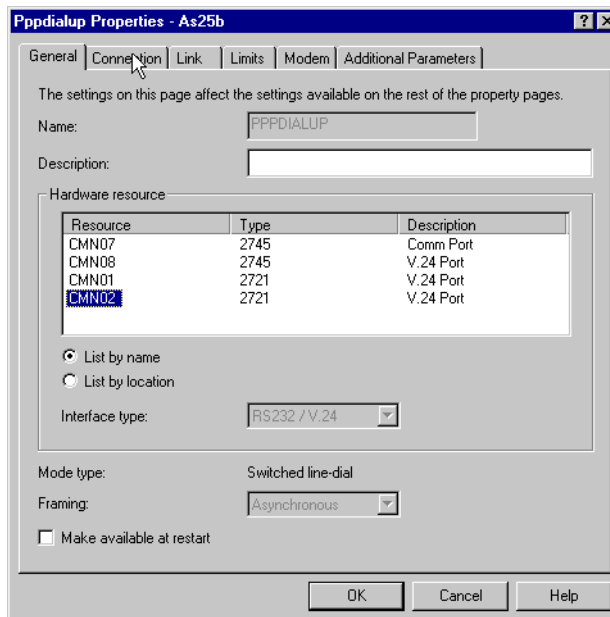 Pppdialup Properties - As25b
General Connection Link Limits Modem Additional Parameters
The settings on this page affect the settings available on the rest of the property pages.
Name: PPPDIALUP
Description:
Hardware resource
Resource Type Description
CMN07 2745 Comm Port
CMN08 2745 V.24 Port
CMN01 2721 V.24 Port
CMN02 2721 V.24 Port
List by name
List by location
Interface type: RS232 / V.24
Mode type: Switched line-dial
Framing: Asynchronous
Make available at restart
OK Cancel Help